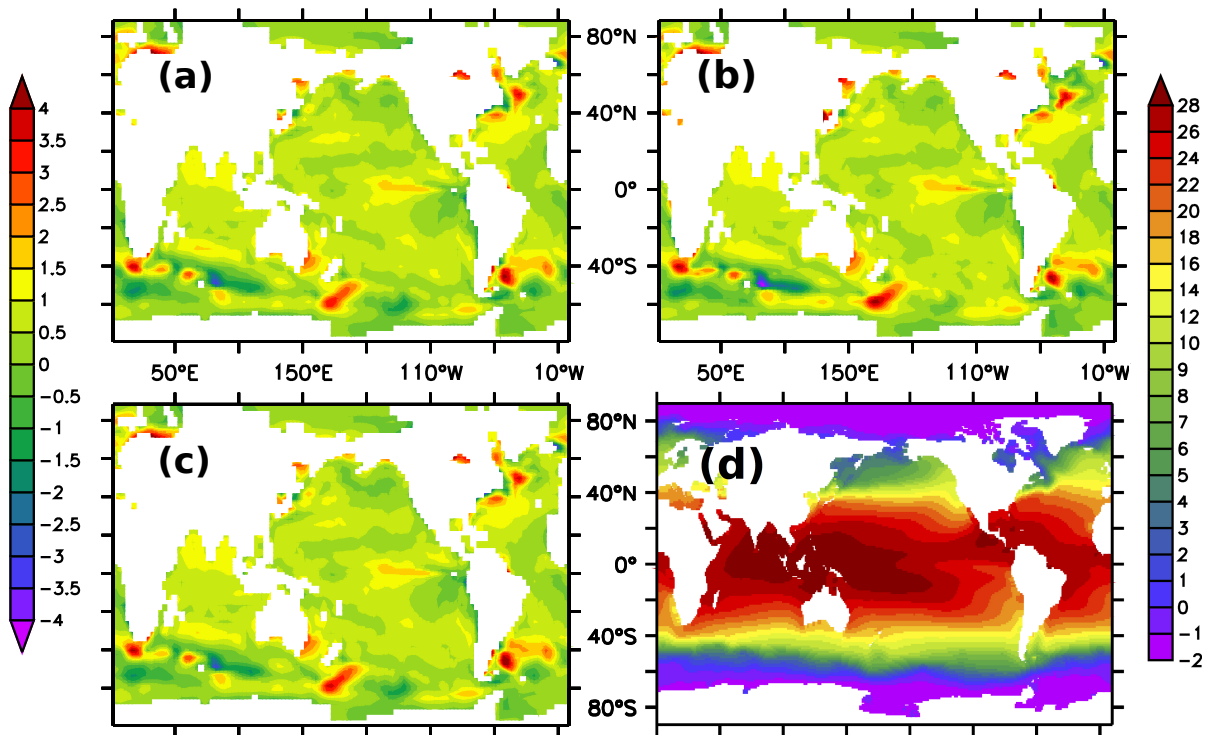 (a)
(b)
80°N
40°N
0°
40°S
4
3.5
3
2.5
2
1.5
1
0.5
0
−0.5
−1
−1.5
−2
−2.5
−3
−3.5
−4
28
26
24
22
20
18
16
14
12
10
9
8
7
6
5
4
3
2
1
0
−1
−2
50°E
150°E
110°W
10°W
50°E
150°E
110°W
10°W
(c)
(d)
80°N
40°N
0°
40°S
80°S